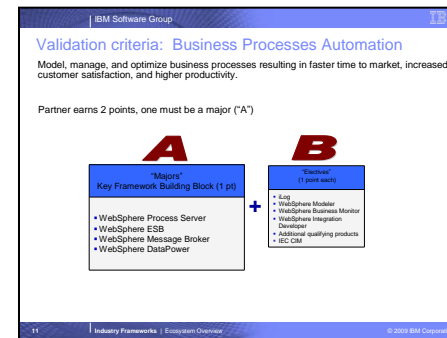 IBM Software Group
Validation criteria: Business Processes Automation
Model, manage, and optimize business processes resulting in faster time to market, increased
customer satisfaction, and higher productivity.
Partner earns 2 points, one must be a major ("A")
A
B
"Majors"
Key Framework Building Block (1 pt)
▪ WebSphere Process Server
▪ WebSphere ESB
▪ WebSphere Message Broker
▪ WebSphere DataPower
+
"Electives"
(1 point each)
▪ iLog
▪ WebSphere Modeler
▪ WebSphere Business Monitor
▪ WebSphere Integration
Developer
▪ Additional qualifying products
▪ IEC CIM
11 Industry Frameworks | Ecosystem Overview © 2009 IBM Corporati